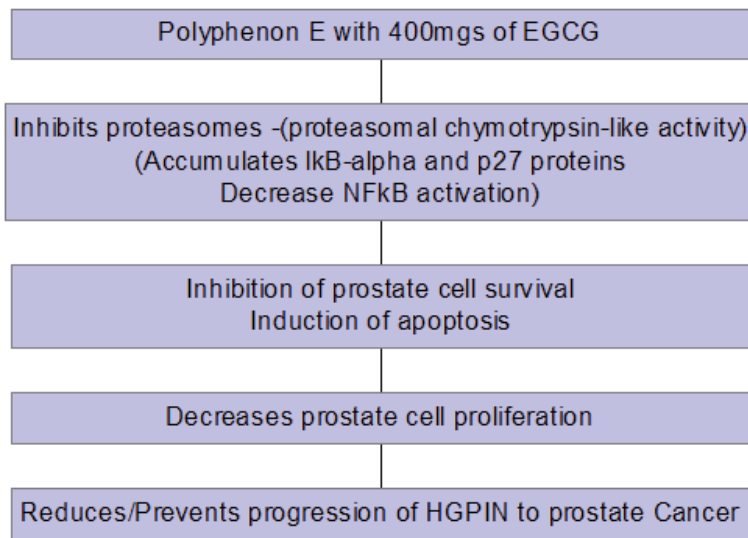 Polyphenon E with 400mgs of EGCG
Inhibits proteasomes -(proteasomal chymotrypsin-like activity)
(Accumulates IkB-alpha and p27 proteins
Decrease NFkB activation)
Inhibition of prostate cell survival
Induction of apoptosis
Decreases prostate cell proliferation
Reduces/Prevents progression of HGPIN to prostate Cancer